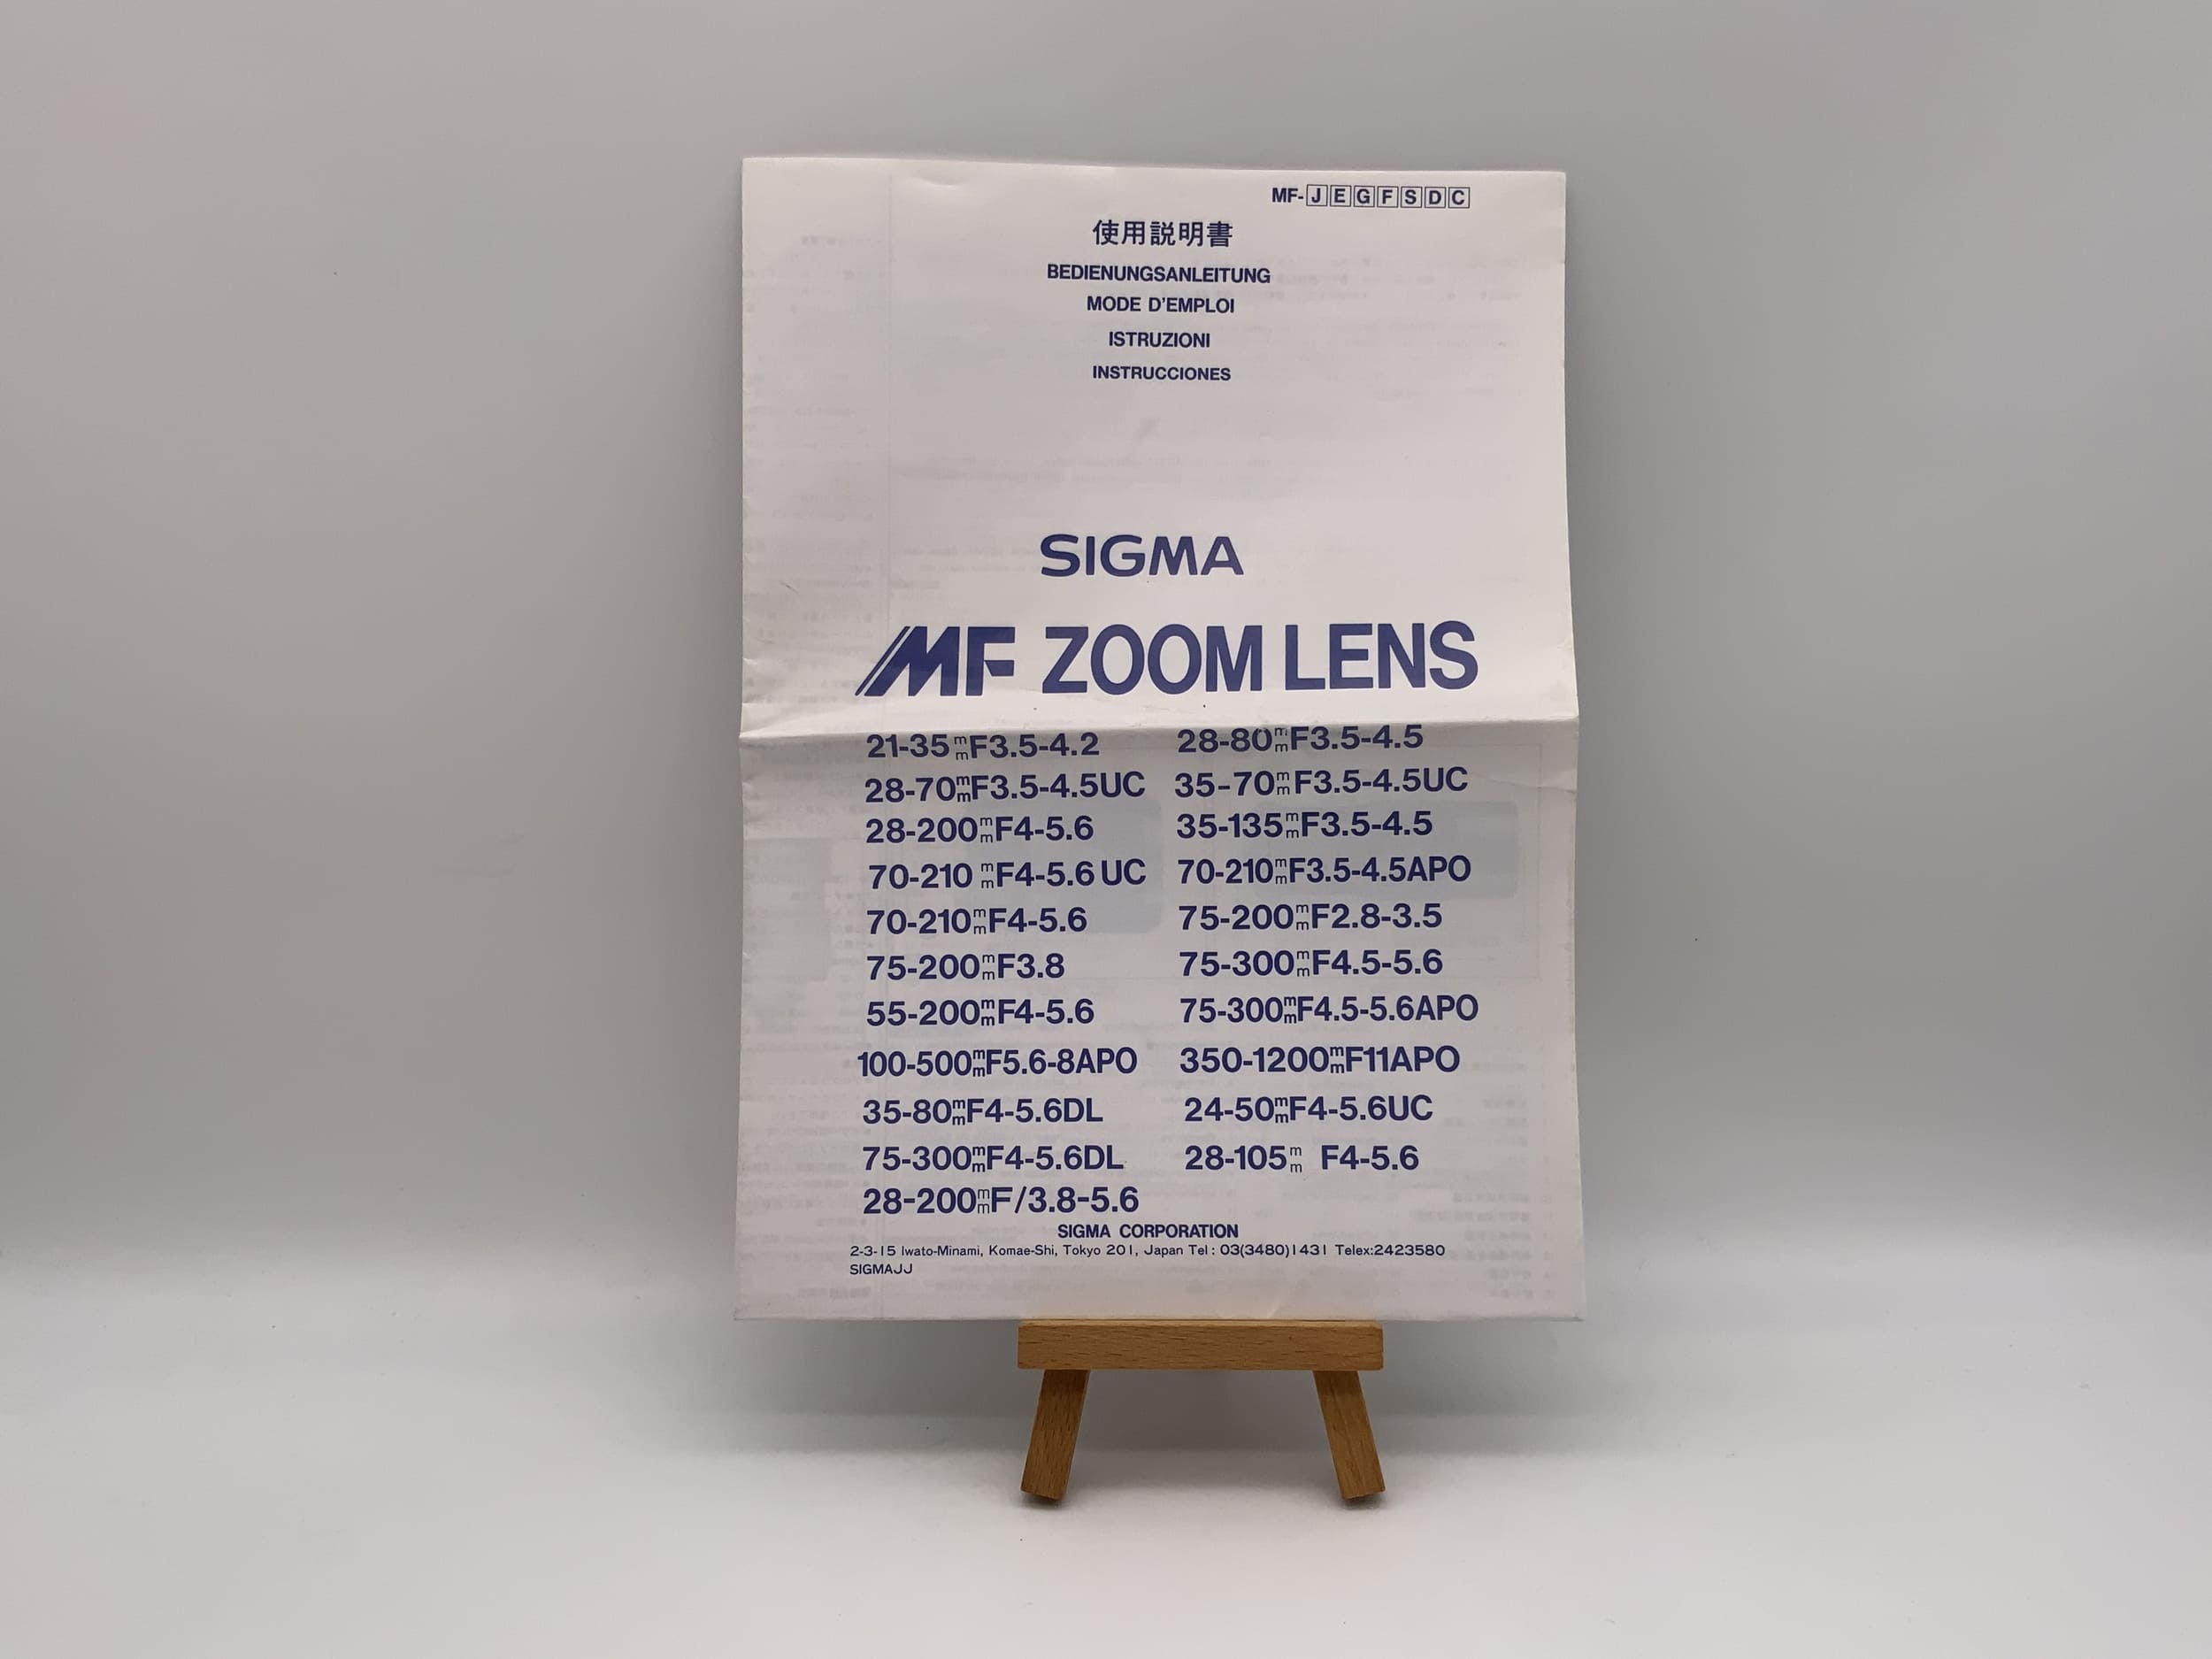 MF-JEGFSDC
使用説明書
BEDIENUNGSANLEITUNG
MODE D'EMPLOI
ISTRUZIONI
INSTRUCCIONES
SIGMA
MF ZOOM LENS
21-35mmF3.5-4.2 28-80mmF3.5-4.5
28-70mmF3.5-4.5UC 35-70mmF3.5-4.5UC
28-200mmF4-5.6 35-135mmF3.5-4.5
70-210mmF4-5.6UC 70-210mmF3.5-4.5APO
70-210mmF4-5.6 75-200mmF2.8-3.5
75-200mmF3.8 75-300mmF4.5-5.6
55-200mmF4-5.6 75-300mmF4.5-5.6APO
100-500mmF5.6-8APO 350-1200mmF11APO
35-80mmF4-5.6DL 24-50mmF4-5.6UC
75-300mmF4-5.6DL 28-105mm F4-5.6
28-200mmF/3.8-5.6
SIGMA CORPORATION
2-3-15 Iwato-Minami, Komae-Shi, Tokyo 201, Japan Tel: 03(3480)1431 Telex:2423580
SIGMAJJ